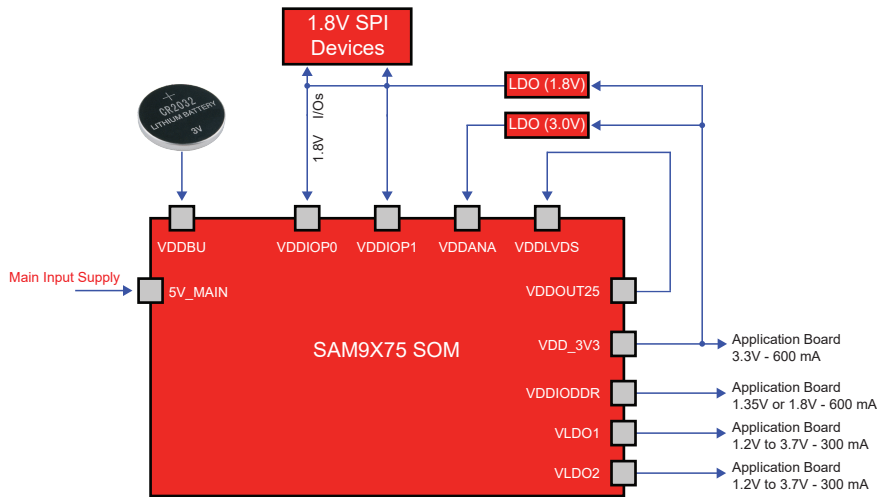 1.8V SPI
Devices
LDO (1.8V)
LDO (3.0V)
CR2032
LITHIUM BATTERY
3V
1.8V I/Os
VDDBU
VDDIOP0
VDDIOP1
VDDANA
VDDLVDS
Main Input Supply
5V_MAIN
VDDOUT25
SAM9X75 SOM
VDD_3V3
Application Board
3.3V - 600 mA
VDDIODDR
Application Board
1.35V or 1.8V - 600 mA
VLDO1
Application Board
1.2V to 3.7V - 300 mA
VLDO2
Application Board
1.2V to 3.7V - 300 mA